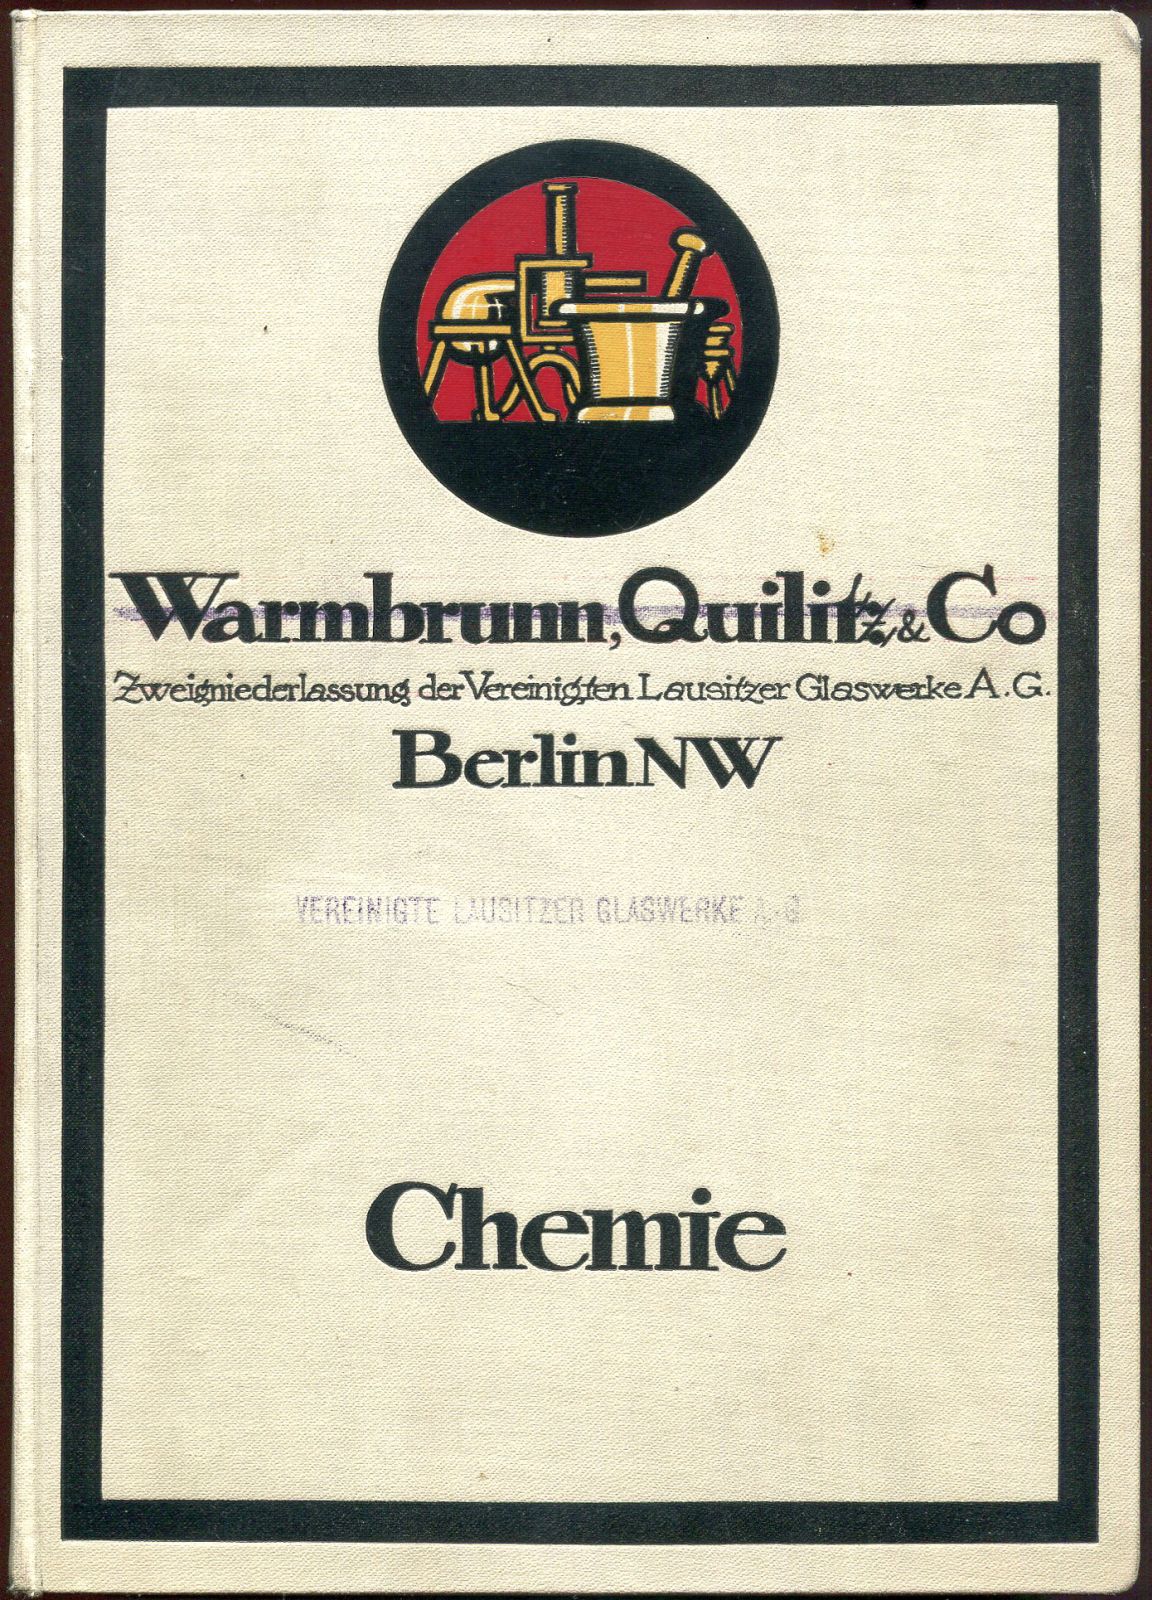 Warmbrunn, Quilitz & Co
Zweigniederlassung der Vereinigten Lausitzer Glaswerke A.G.
Berlin NW
VEREINIGTE LAUSITZER GLASWERKE A.-G
Chemie